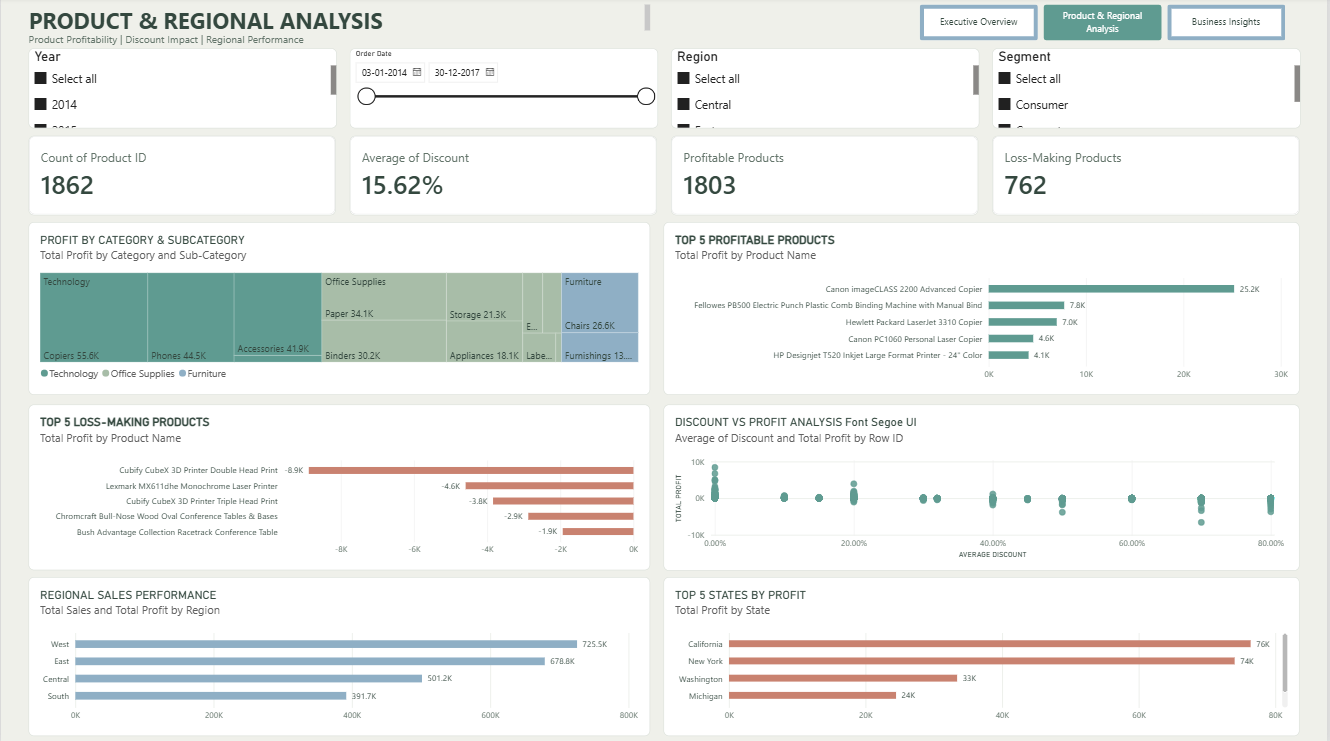 PRODUCT & REGIONAL ANALYSIS
Product Profitability | Discount Impact | Regional Performance
Executive Overview
Product & Regional
Analysis
Business Insights
Year
Select all
2014
Order Date
03-01-2014
30-12-2017
Region
Select all
Central
Segment
Select all
Consumer
Count of Product ID
1862
Average of Discount
15.62%
Profitable Products
1803
Loss-Making Products
762
PROFIT BY CATEGORY & SUBCATEGORY
Total Profit by Category and Sub-Category
Technology
Copiers 55.6K
Phones 44.5K
Accessories 41.9K
Office Supplies
Paper 34.1K
Binders 30.2K
Storage 21.3K
Appliances 18.1K
E...
Labe...
Furniture
Chairs 26.6K
Furnishings 13....
Technology
Office Supplies
Furniture
TOP 5 PROFITABLE PRODUCTS
Total Profit by Product Name
Canon imageCLASS 2200 Advanced Copier 25.2K
Fellowes PB500 Electric Punch Plastic Comb Binding Machine with Manual Bind 7.8K
Hewlett Packard LaserJet 3310 Copier 7.0K
Canon PC1060 Personal Laser Copier 4.6K
HP Designjet T520 Inkjet Large Format Printer - 24" Color 4.1K
0K 10K 20K 30K
TOP 5 LOSS-MAKING PRODUCTS
Total Profit by Product Name
Cubify CubeX 3D Printer Double Head Print -8.9K
Lexmark MX611dhe Monochrome Laser Printer -4.6K
Cubify CubeX 3D Printer Triple Head Print -3.8K
Chromcraft Bull-Nose Wood Oval Conference Tables & Bases -2.9K
Bush Advantage Collection Racetrack Conference Table -1.9K
-8K -6K -4K -2K 0K
DISCOUNT VS PROFIT ANALYSIS Font Segoe UI
Average of Discount and Total Profit by Row ID
TOTAL PROFIT
10K
0K
-10K
0.00% 20.00% 40.00% 60.00% 80.00%
AVERAGE DISCOUNT
REGIONAL SALES PERFORMANCE
Total Sales and Total Profit by Region
West 725.5K
East 678.8K
Central 501.2K
South 391.7K
0K 200K 400K 600K 800K
TOP 5 STATES BY PROFIT
Total Profit by State
California 76K
New York 74K
Washington 33K
Michigan 24K
0K 20K 40K 60K 80K